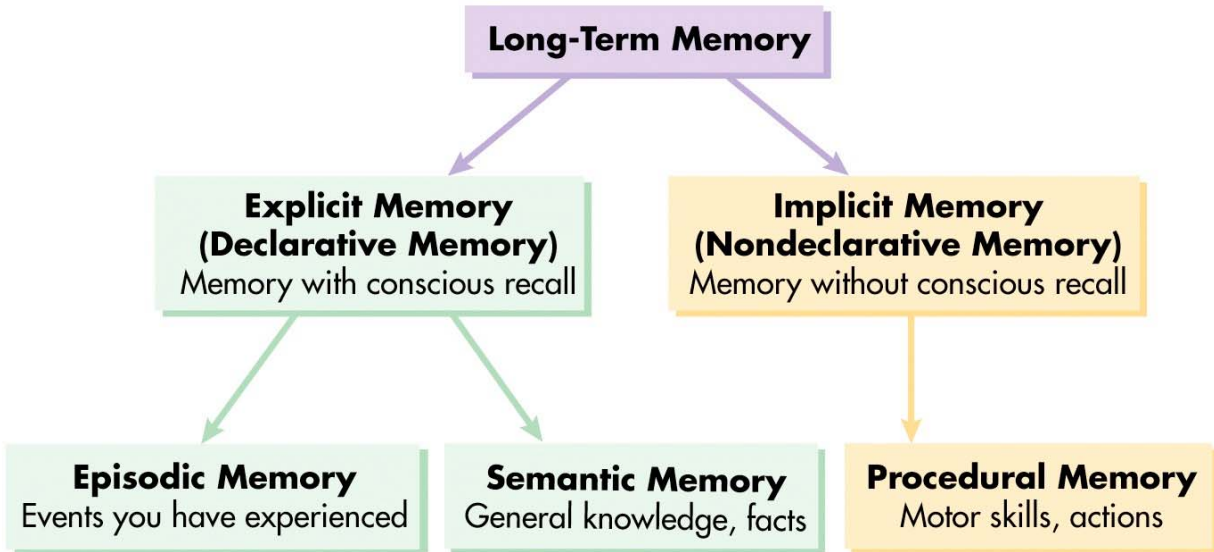 Long-Term Memory
Explicit Memory
(Declarative Memory)
Memory with conscious recall
Implicit Memory
(Nondeclarative Memory)
Memory without conscious recall
Episodic Memory
Events you have experienced
Semantic Memory
General knowledge, facts
Procedural Memory
Motor skills, actions